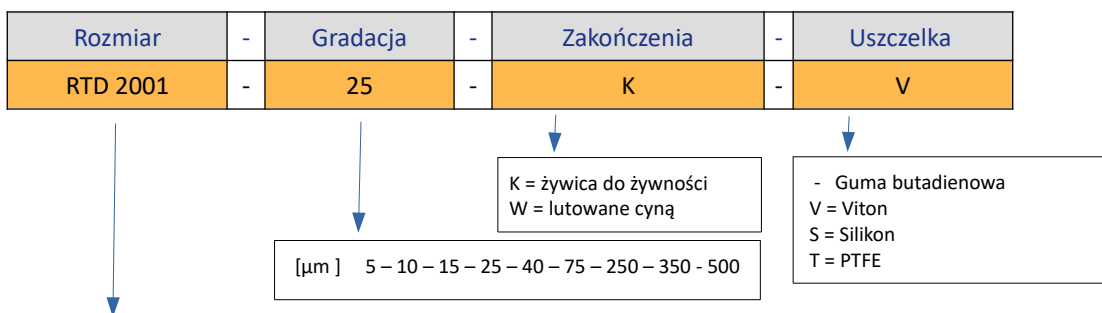 Rozmiar - Gradacja - Zakończenia - Uszczelka
RTD 2001 - 25 - K - V
K = żywica do żywności
W = lutowane cyną
- Guma butadienowa
V = Viton
S = Silikon
T = PTFE
[µm ] 5 – 10 – 15 – 25 – 40 – 75 – 250 – 350 - 500